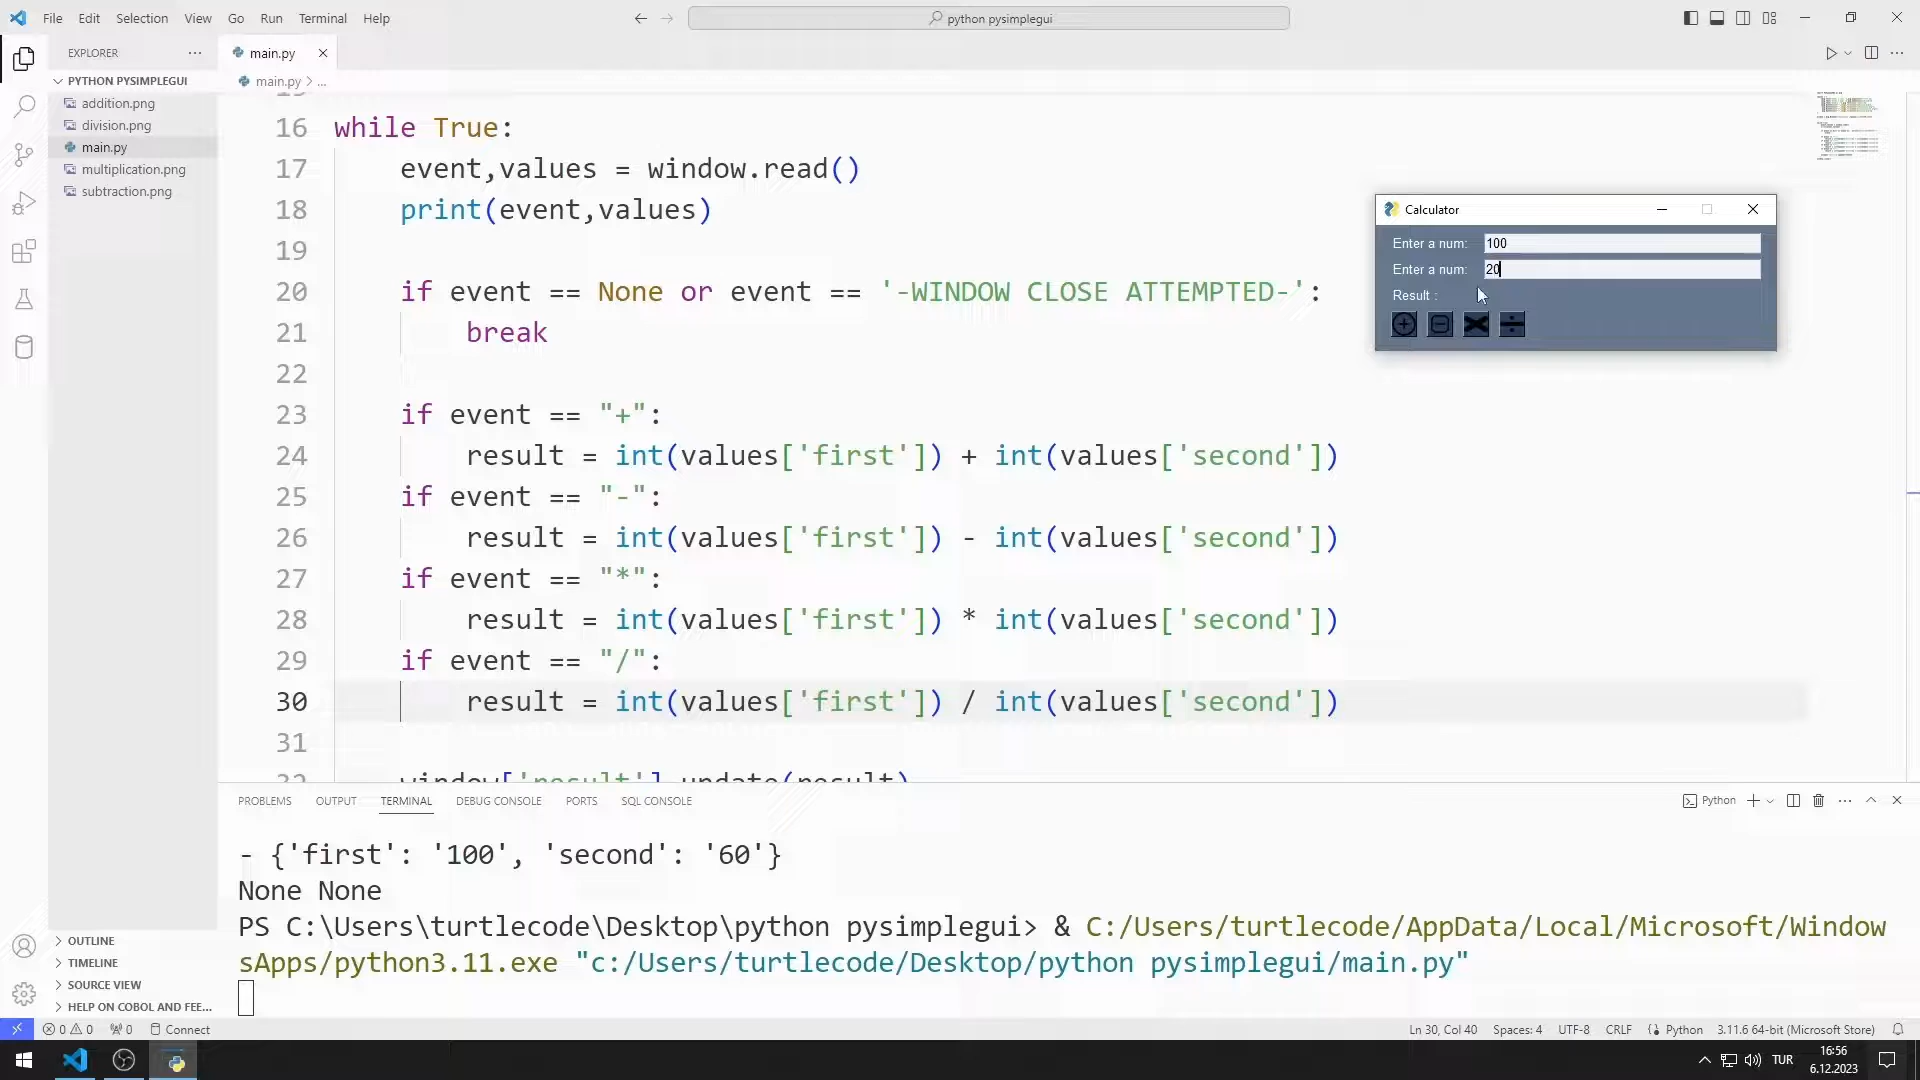 File Edit Selection View Go Run Terminal Help
python pysimplegui
EXPLORER
main.py
PYTHON PYSIMPLEGUI
addition.png
division.png
main.py
multiplication.png
subtraction.png
OUTLINE
TIMELINE
SOURCE VIEW
HELP ON COBOL AND FEE...
main.py > ...
16 while True:
17 event,values = window.read()
18 print(event,values)
19
20 if event == None or event == '-WINDOW CLOSE ATTEMPTED-':
21 break
22
23 if event == "+":
24 result = int(values['first']) + int(values['second'])
25 if event == "-":
26 result = int(values['first']) - int(values['second'])
27 if event == "*":
28 result = int(values['first']) * int(values['second'])
29 if event == "/":
30 result = int(values['first']) / int(values['second'])
31
32 window['result'].update(result)
Calculator
Enter a num: 100
Enter a num: 20
Result :
PROBLEMS OUTPUT TERMINAL DEBUG CONSOLE PORTS SQL CONSOLE
Python
- {'first': '100', 'second': '60'}
None None
PS C:\Users\turtlecode\Desktop\python pysimplegui> & C:/Users/turtlecode/AppData/Local/Microsoft/Window
sApps/python3.11.exe "c:/Users/turtlecode/Desktop/python pysimplegui/main.py"
0 0 0 Connect
Ln 30, Col 40 Spaces: 4 UTF-8 CRLF Python 3.11.6 64-bit (Microsoft Store)
TUR
16:56
6.12.2023